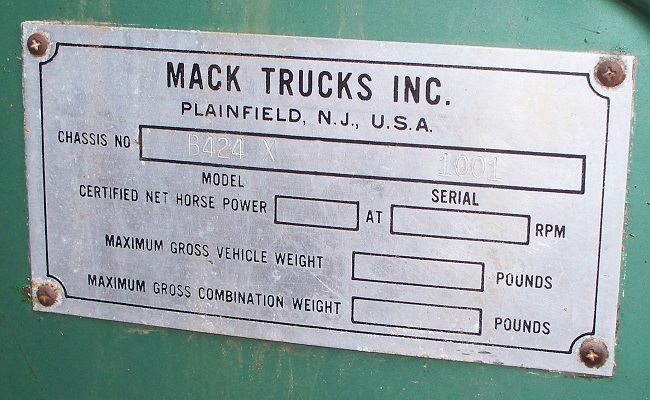 MACK TRUCKS INC.
PLAINFIELD, N.J., U.S.A.
CHASSIS NO B424 X 1001
MODEL SERIAL
CERTIFIED NET HORSE POWER AT RPM
MAXIMUM GROSS VEHICLE WEIGHT POUNDS
MAXIMUM GROSS COMBINATION WEIGHT POUNDS